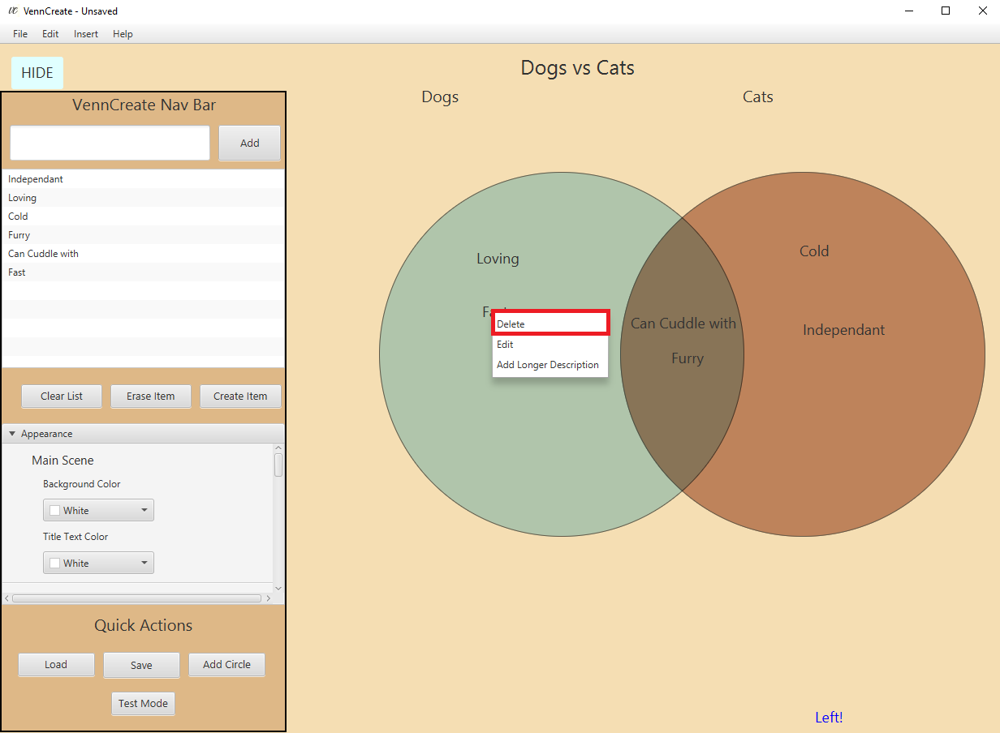 VC VennCreate - Unsaved
File Edit Insert Help
HIDE
VennCreate Nav Bar
Add
Independant
Loving
Cold
Furry
Can Cuddle with
Fast
Clear List Erase Item Create Item
Appearance
Main Scene
Background Color
White
Title Text Color
White
Quick Actions
Load Save Add Circle
Test Mode
Dogs vs Cats
Dogs Cats
Loving
Fast
Delete
Edit
Add Longer Description
Can Cuddle with
Furry
Cold
Independant
Left!